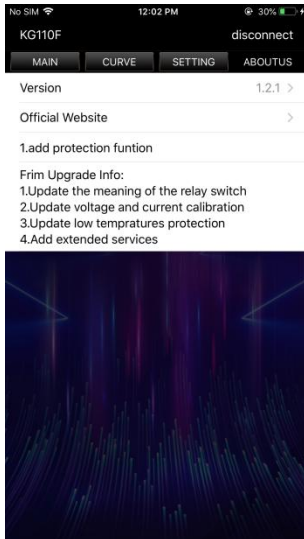 No SIM 12:02 PM 30%
KG110F disconnect
MAIN CURVE SETTING ABOUTUS
Version 1.2.1 >
Official Website >
1.add protection funtion
Frim Upgrade Info:
1.Update the meaning of the relay switch
2.Update voltage and current calibration
3.Update low tempratures protection
4.Add extended services